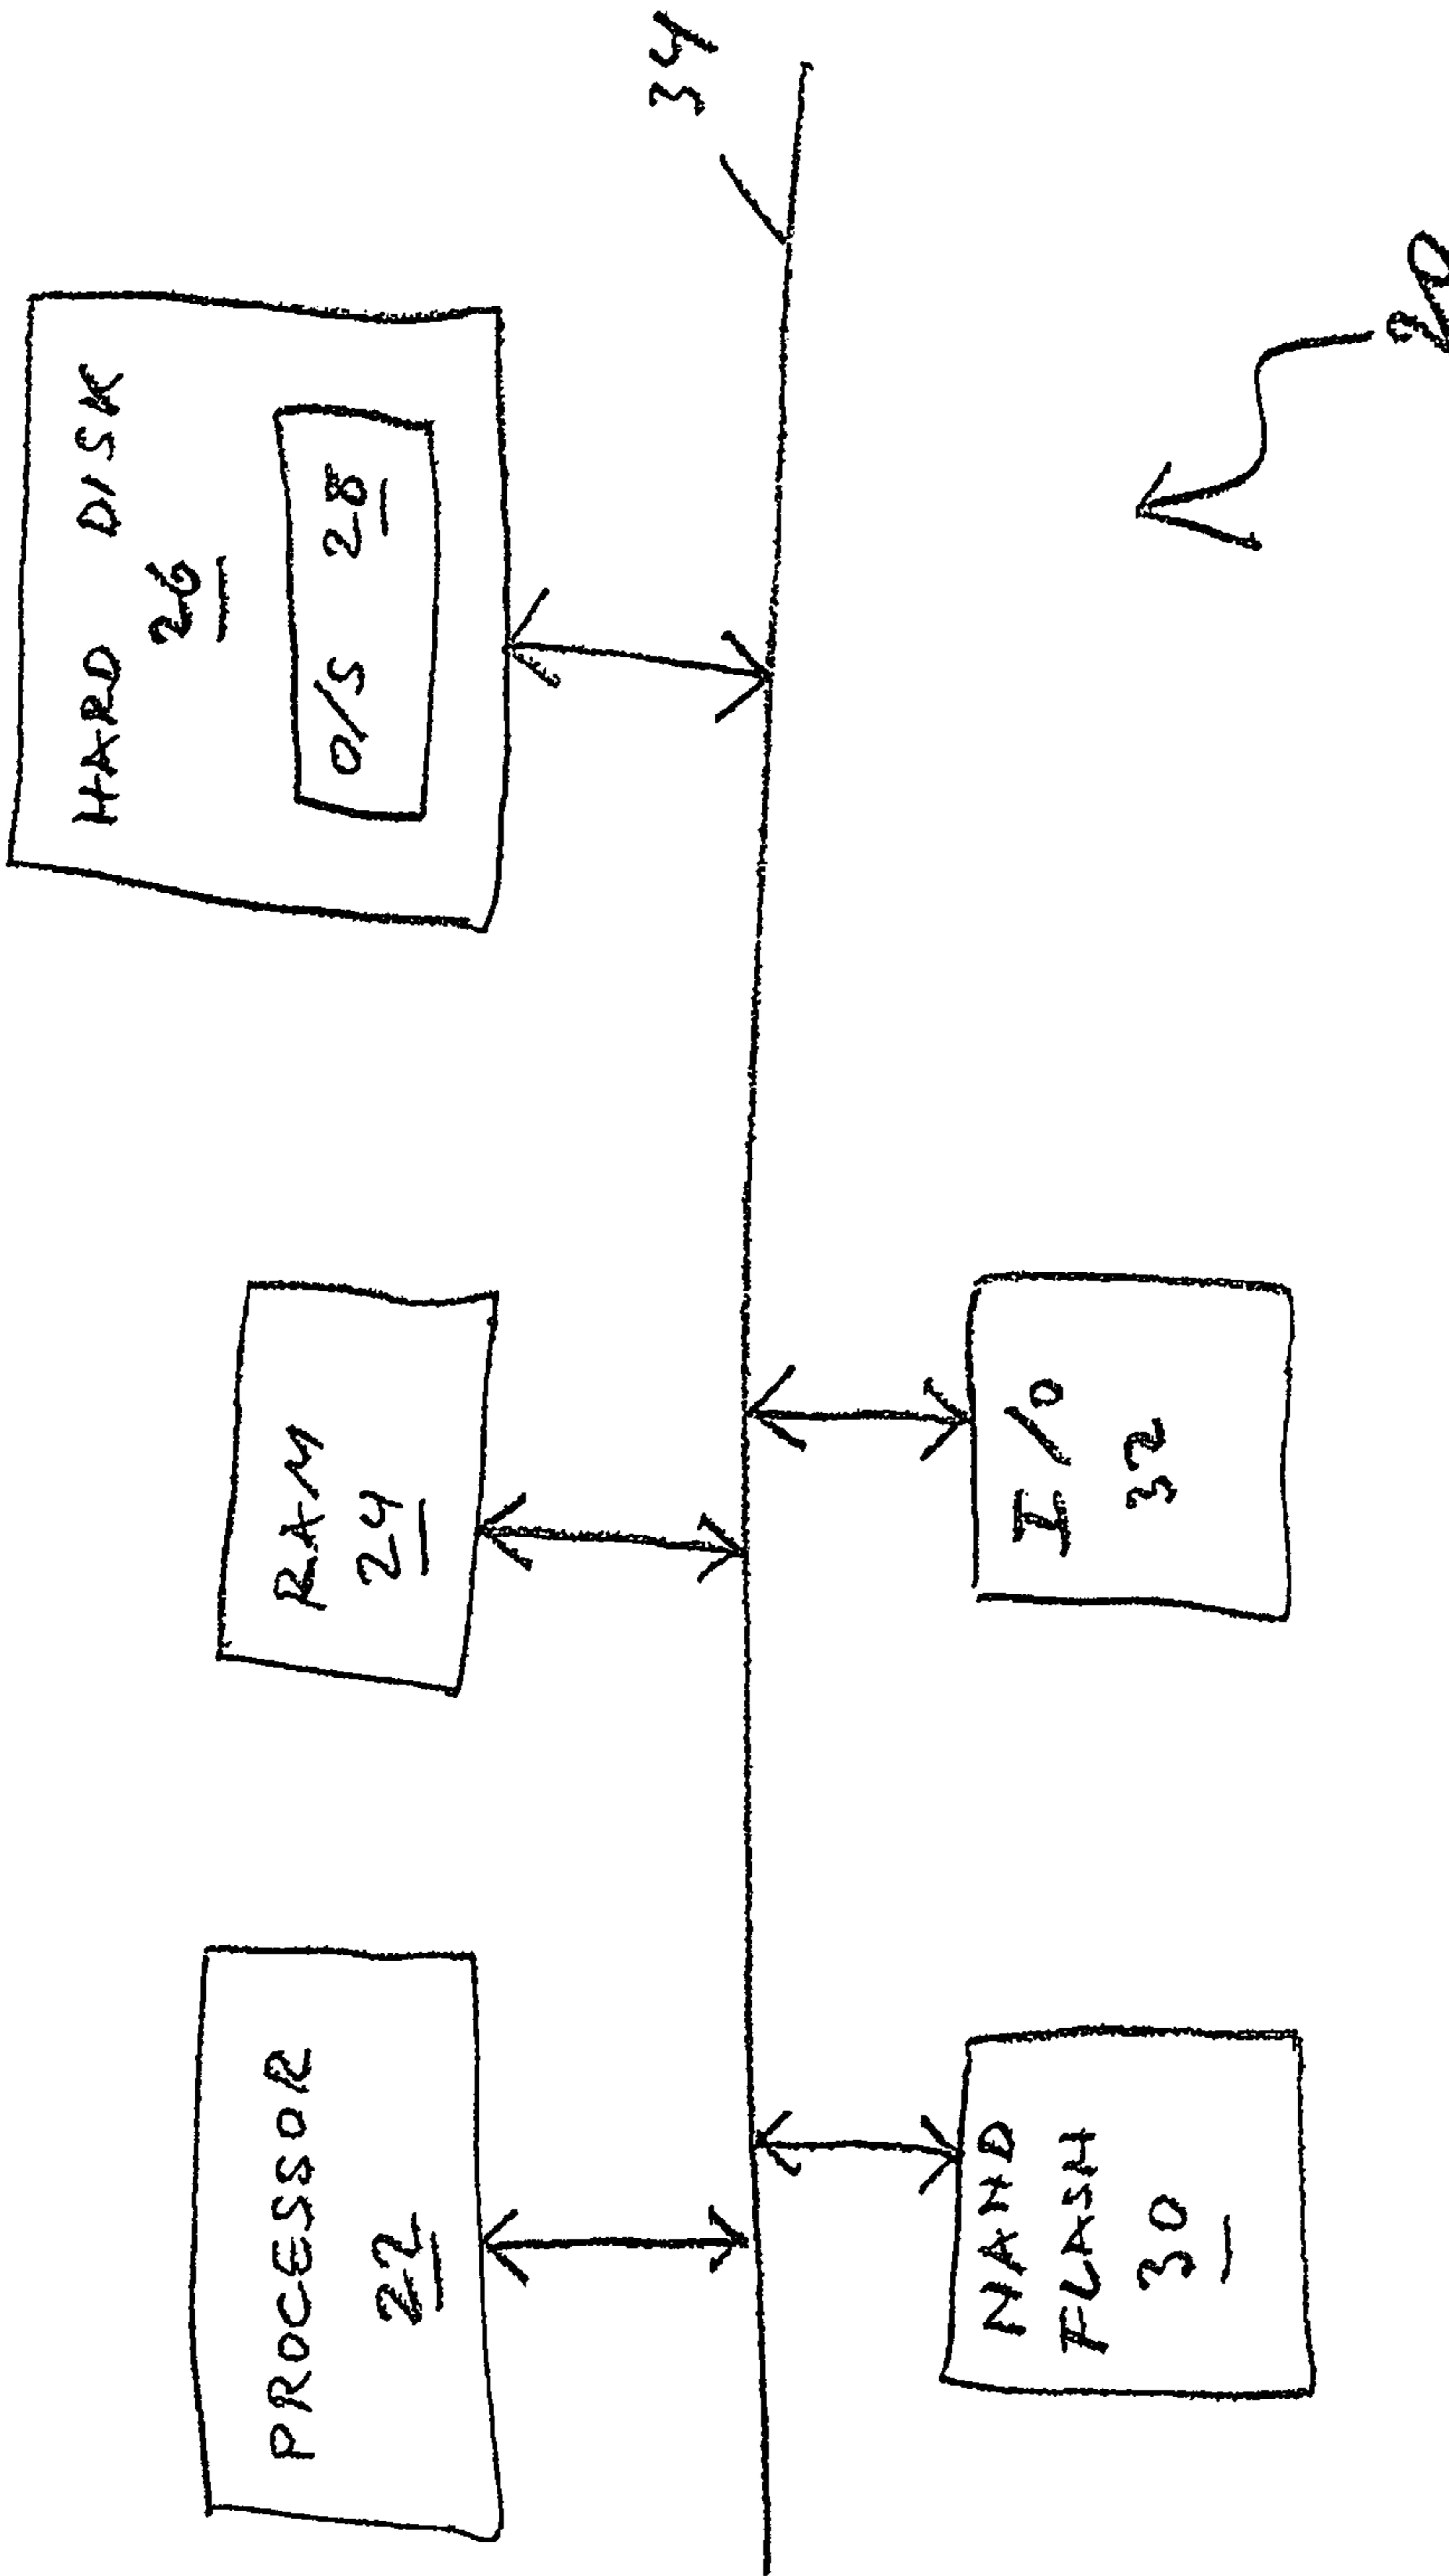 PROCESSOR
22
RAM
24
HARD DISK
26
O/S 28
34
NAND
FLASH
30
I/O
32
20